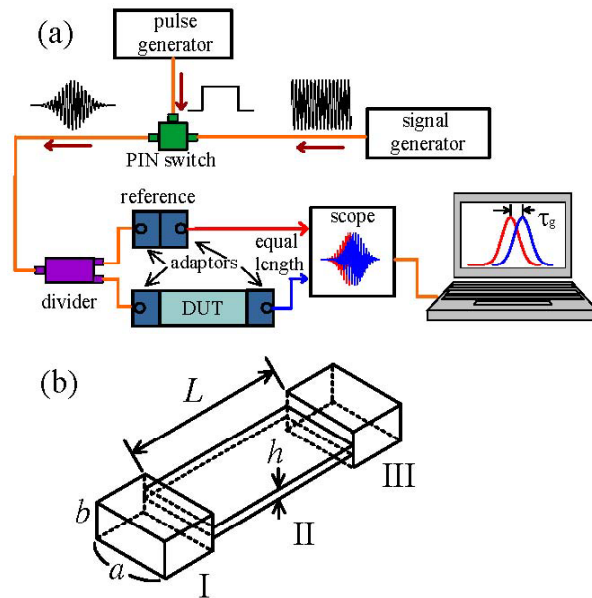 (a)
pulse
generator
signal
generator
PIN switch
reference
adaptors
divider
DUT
equal
length
scope
τg
(b)
L
h
b
a
I
II
III